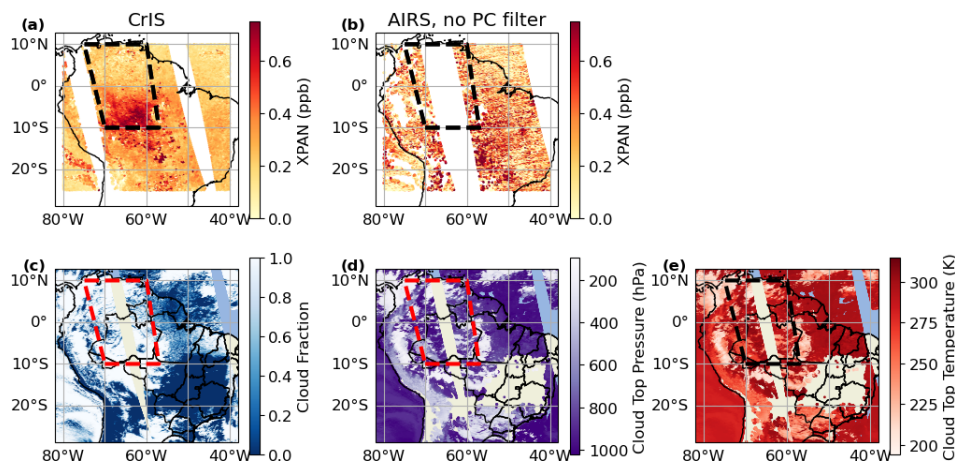 (a) CrIS
10°N
0°
10°S
20°S
80°W 60°W 40°W
0.6
0.4
0.2
0.0
XPAN (ppb)
(b) AIRS, no PC filter
10°N
0°
10°S
20°S
80°W 60°W 40°W
0.6
0.4
0.2
0.0
XPAN (ppb)
(c)
10°N
0°
10°S
20°S
80°W 60°W 40°W
1.0
0.8
0.6
0.4
0.2
0.0
Cloud Fraction
(d)
10°N
0°
10°S
20°S
80°W 60°W 40°W
200
400
600
800
1000
Cloud Top Pressure (hPa)
(e)
10°N
0°
10°S
20°S
80°W 60°W 40°W
300
275
250
225
200
Cloud Top Temperature (K)